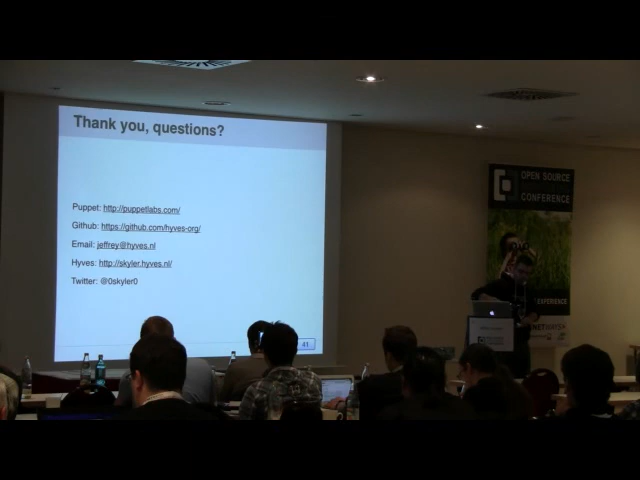 Thank you, questions?
Puppet: http://puppetlabs.com/
Github: https://github.com/hyves-org/
Email: jeffrey@hyves.nl
Hyves: http://skyler.hyves.nl/
Twitter: @0skyler0
41
OPEN SOURCE
CONFERENCE
EXPERIENCE
NETWAYS